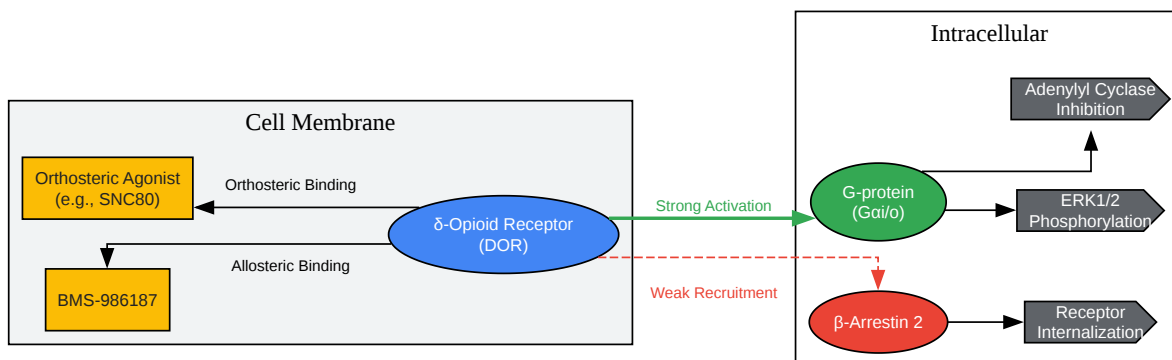 Intracellular
Adenylyl Cyclase
Inhibition
Cell Membrane
Orthosteric Agonist
(e.g., SNC80)
Orthosteric Binding
G-protein
(Gαi/o)
ERK1/2
Phosphorylation
Strong Activation
δ-Opioid Receptor
(DOR)
Allosteric Binding
BMS-986187
Weak Recruitment
β-Arrestin 2
Receptor
Internalization